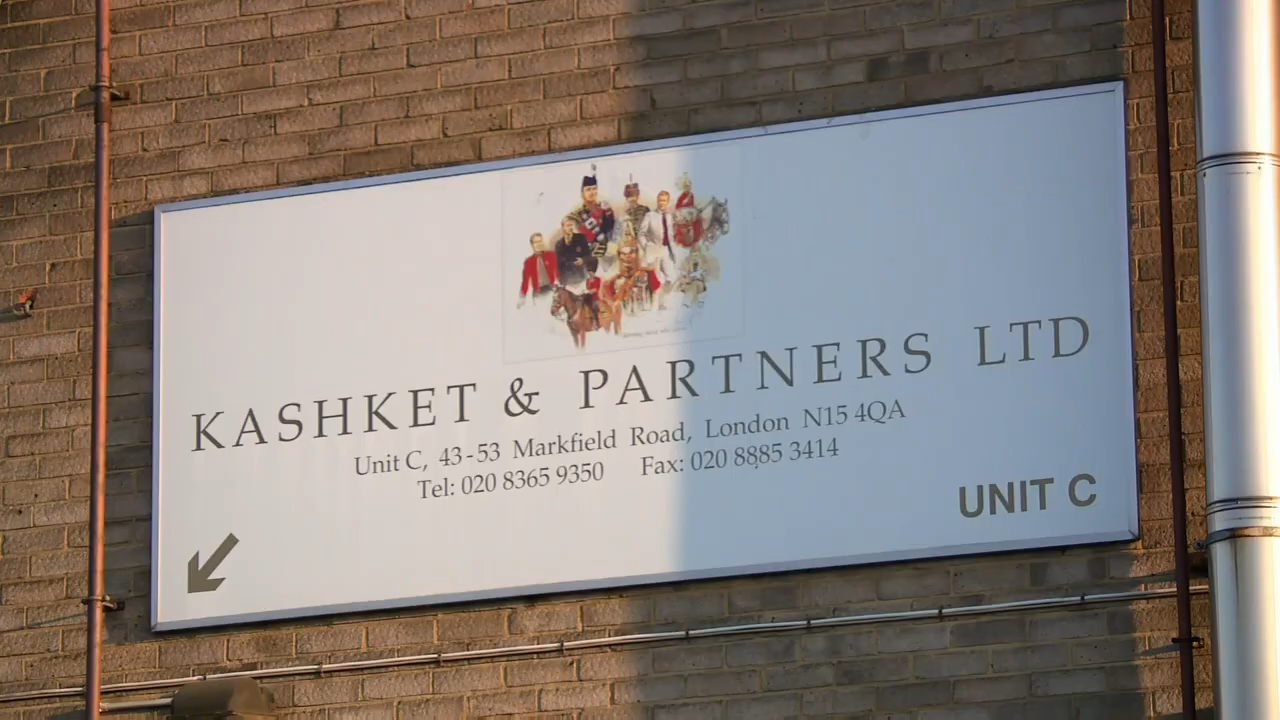 KASHKET & PARTNERS LTD
Unit C, 43-53 Markfield Road, London N15 4QA
Tel: 020 8365 9350 Fax: 020 8885 3414
UNIT C